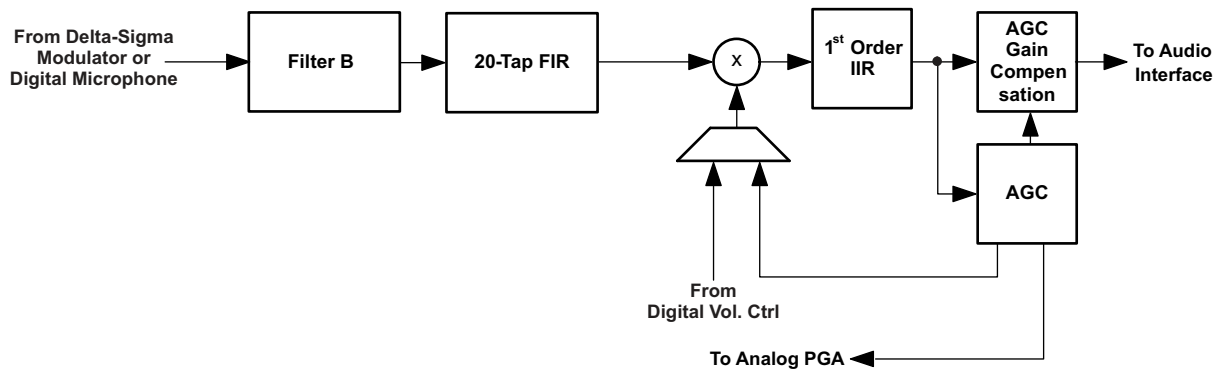 From Delta-Sigma
Modulator or
Digital Microphone
Filter B
20-Tap FIR
x
1st Order
IIR
AGC
Gain
Compen
sation
To Audio
Interface
AGC
From
Digital Vol. Ctrl
To Analog PGA